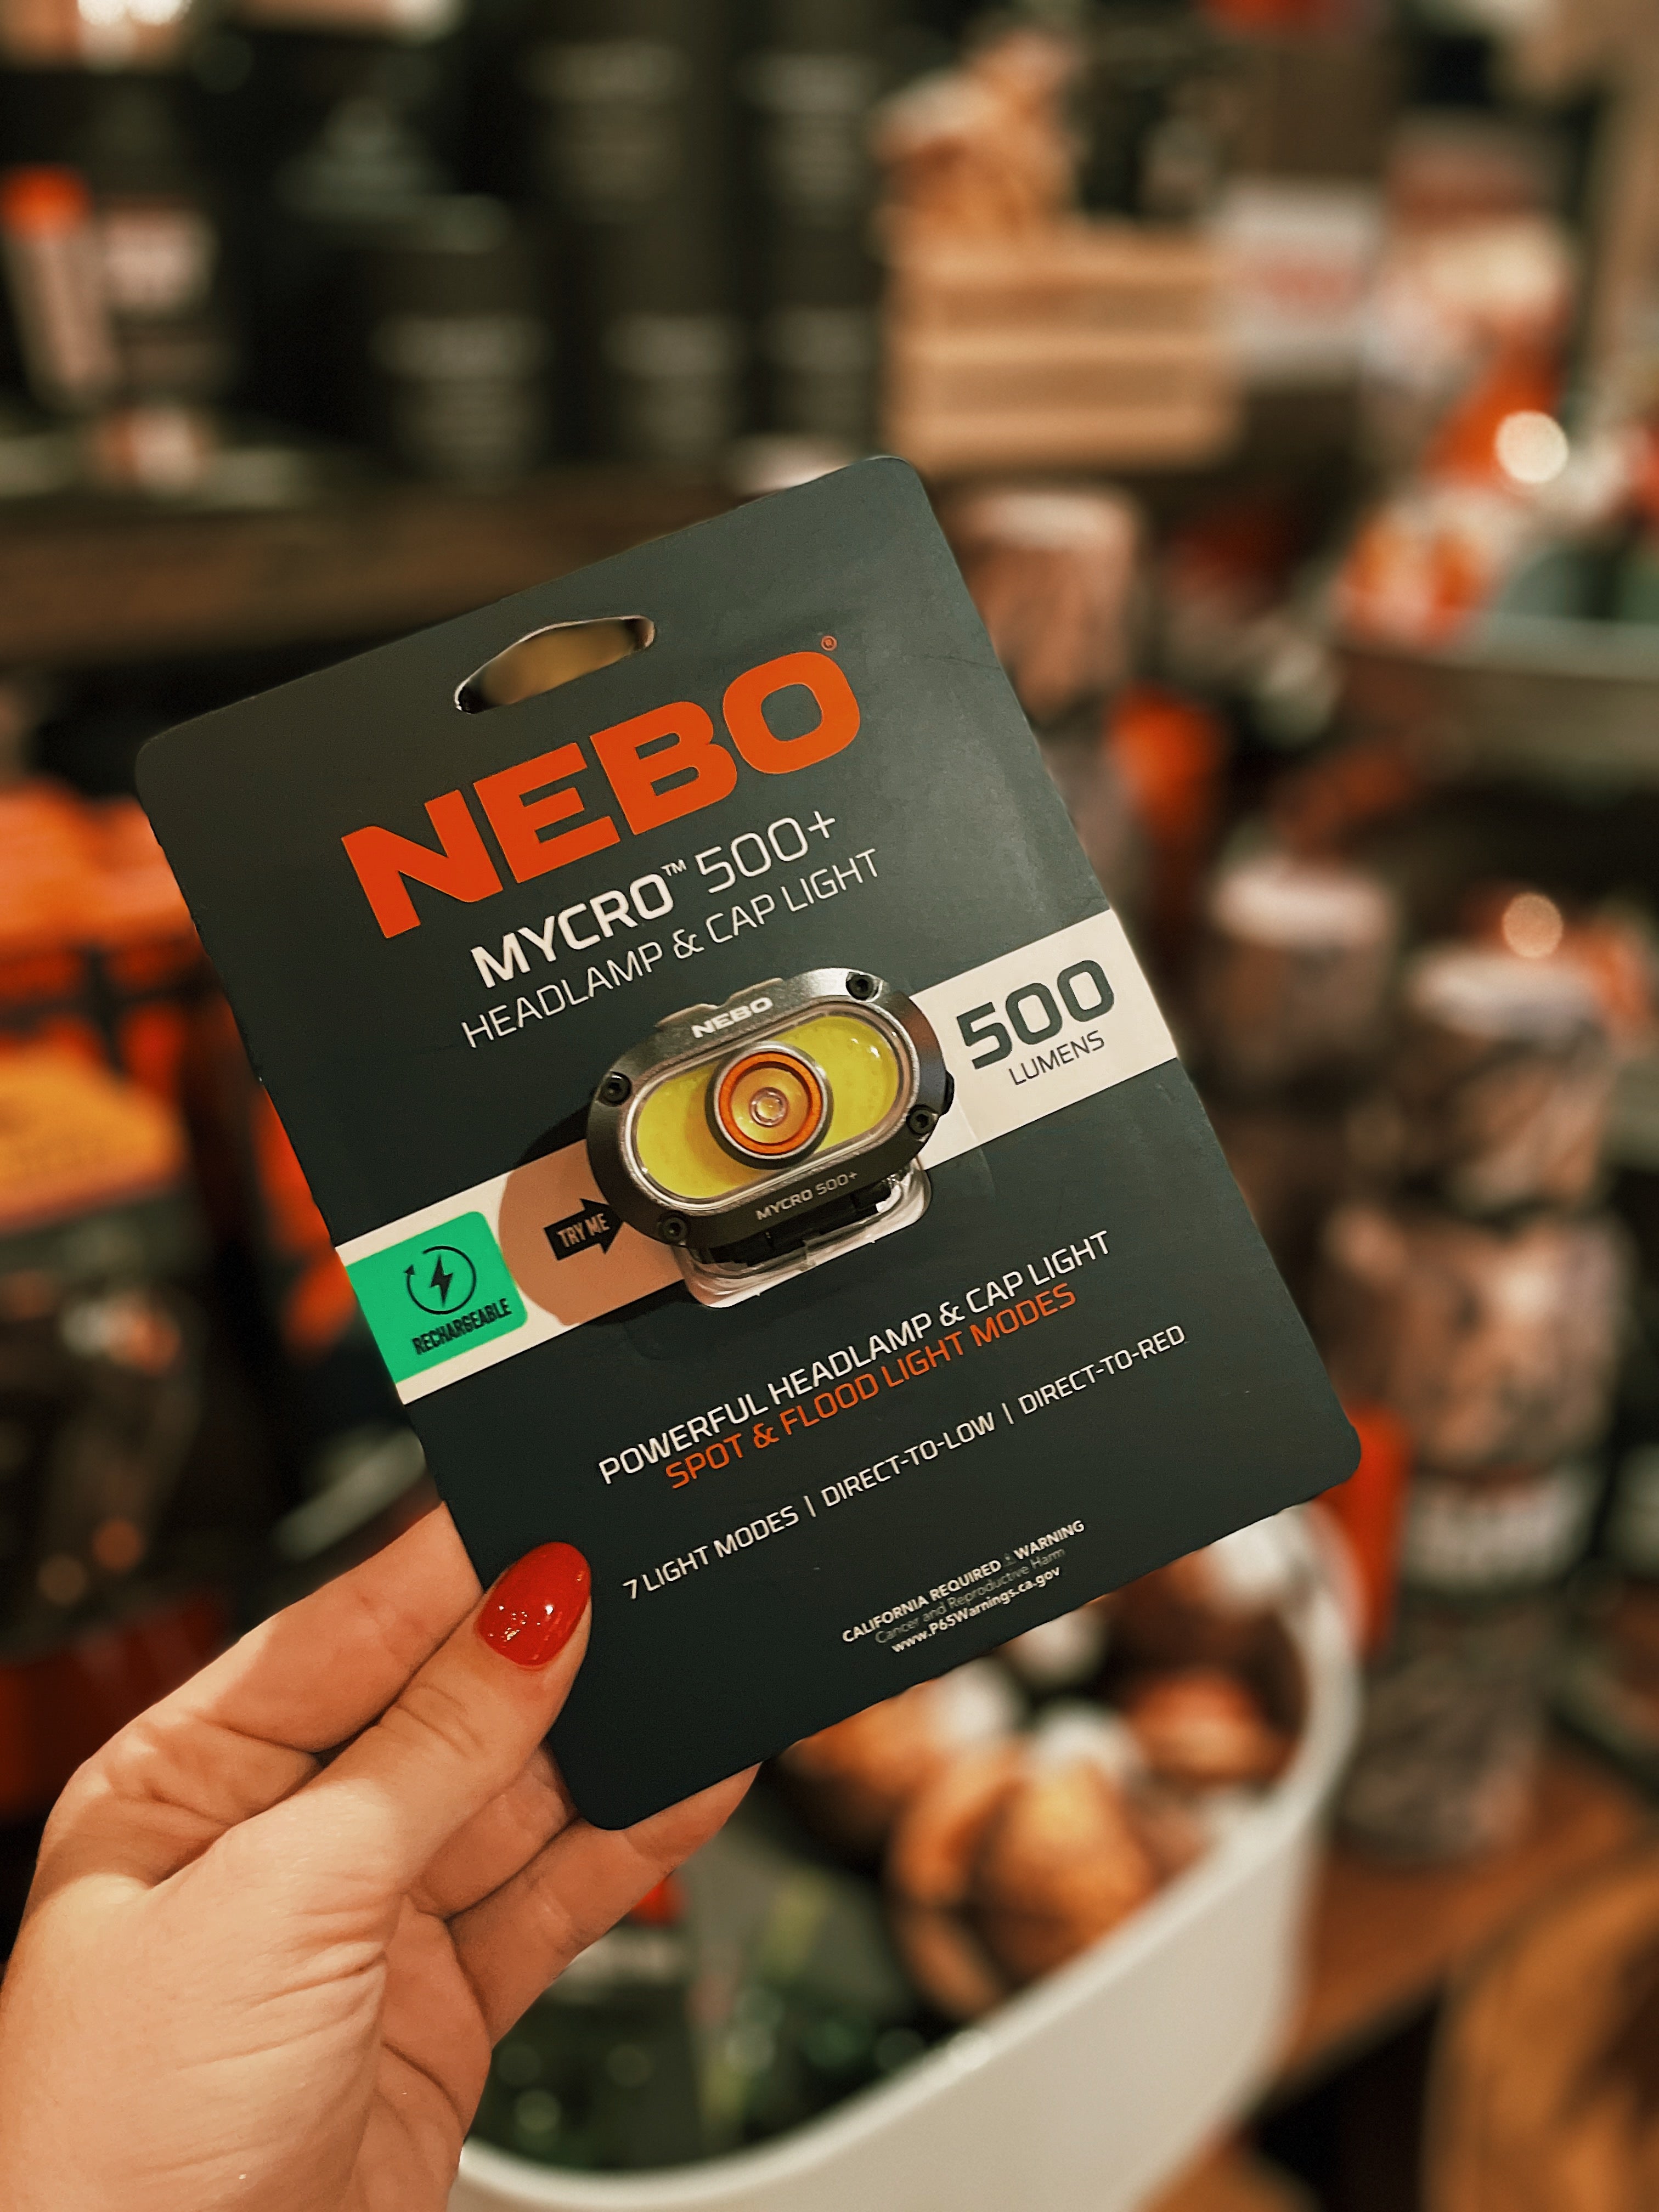 NEBO®
MYCRO™ 500+
HEADLAMP & CAP LIGHT
NEBO
500
LUMENS
MYCRO 500+
TRY ME
RECHARGEABLE
POWERFUL HEADLAMP & CAP LIGHT
SPOT & FLOOD LIGHT MODES
7 LIGHT MODES | DIRECT-TO-LOW | DIRECT-TO-RED
CALIFORNIA REQUIRED ⚠ WARNING
Cancer and Reproductive Harm
www.P65Warnings.ca.gov